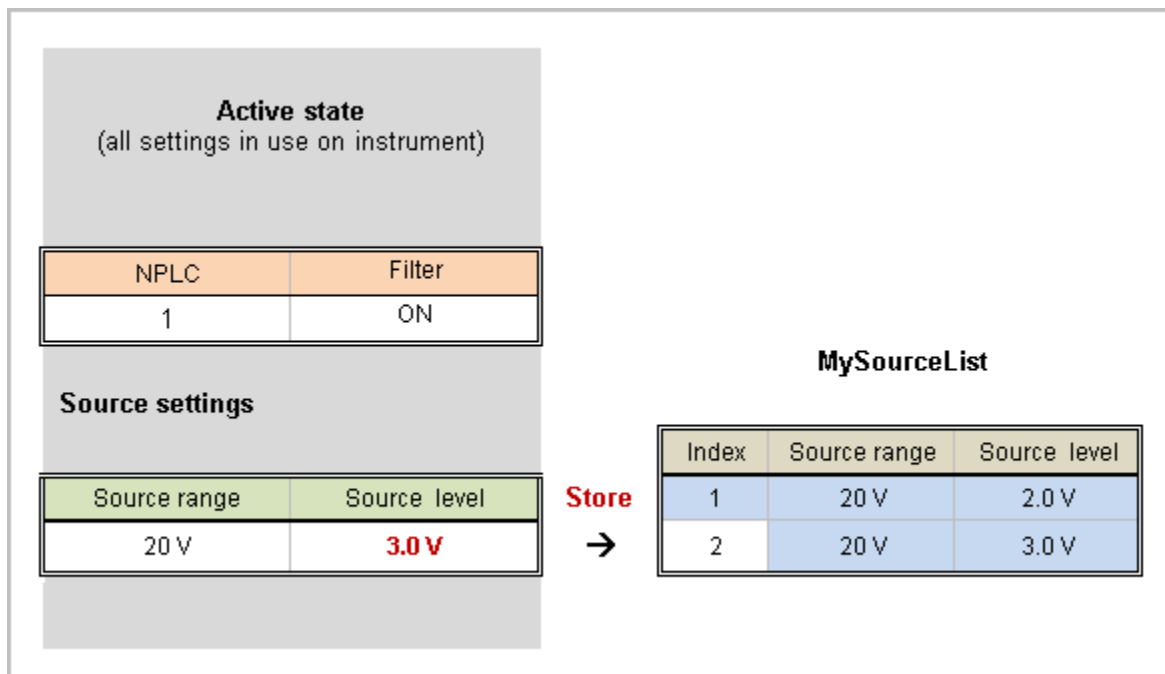 Active state
(all settings in use on instrument)
NPLC Filter
1 ON
MySourceList
Source settings
Index Source range Source level
Source range Source level Store 1 20 V 2.0 V
20 V 3.0 V → 2 20 V 3.0 V